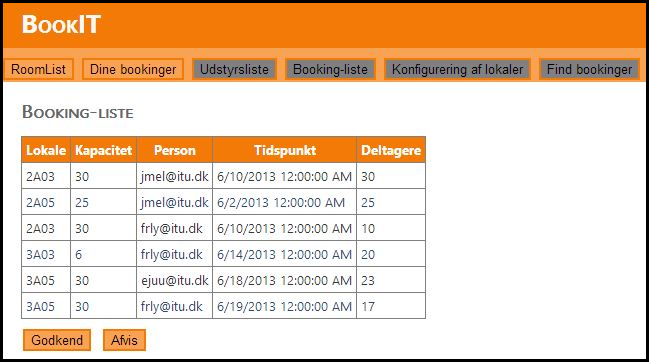 BookIT
RoomList Dine bookinger Udstyrsliste Booking-liste Konfigurering af lokaler Find bookinger
Booking-liste
Lokale Kapacitet Person Tidspunkt Deltagere
2A03 30 jmel@itu.dk 6/10/2013 12:00:00 AM 30
2A05 25 jmel@itu.dk 6/2/2013 12:00:00 AM 25
2A03 30 frly@itu.dk 6/10/2013 12:00:00 AM 10
3A03 6 frly@itu.dk 6/14/2013 12:00:00 AM 20
3A05 30 ejuu@itu.dk 6/18/2013 12:00:00 AM 23
3A05 30 frly@itu.dk 6/19/2013 12:00:00 AM 17
Godkend Afvis